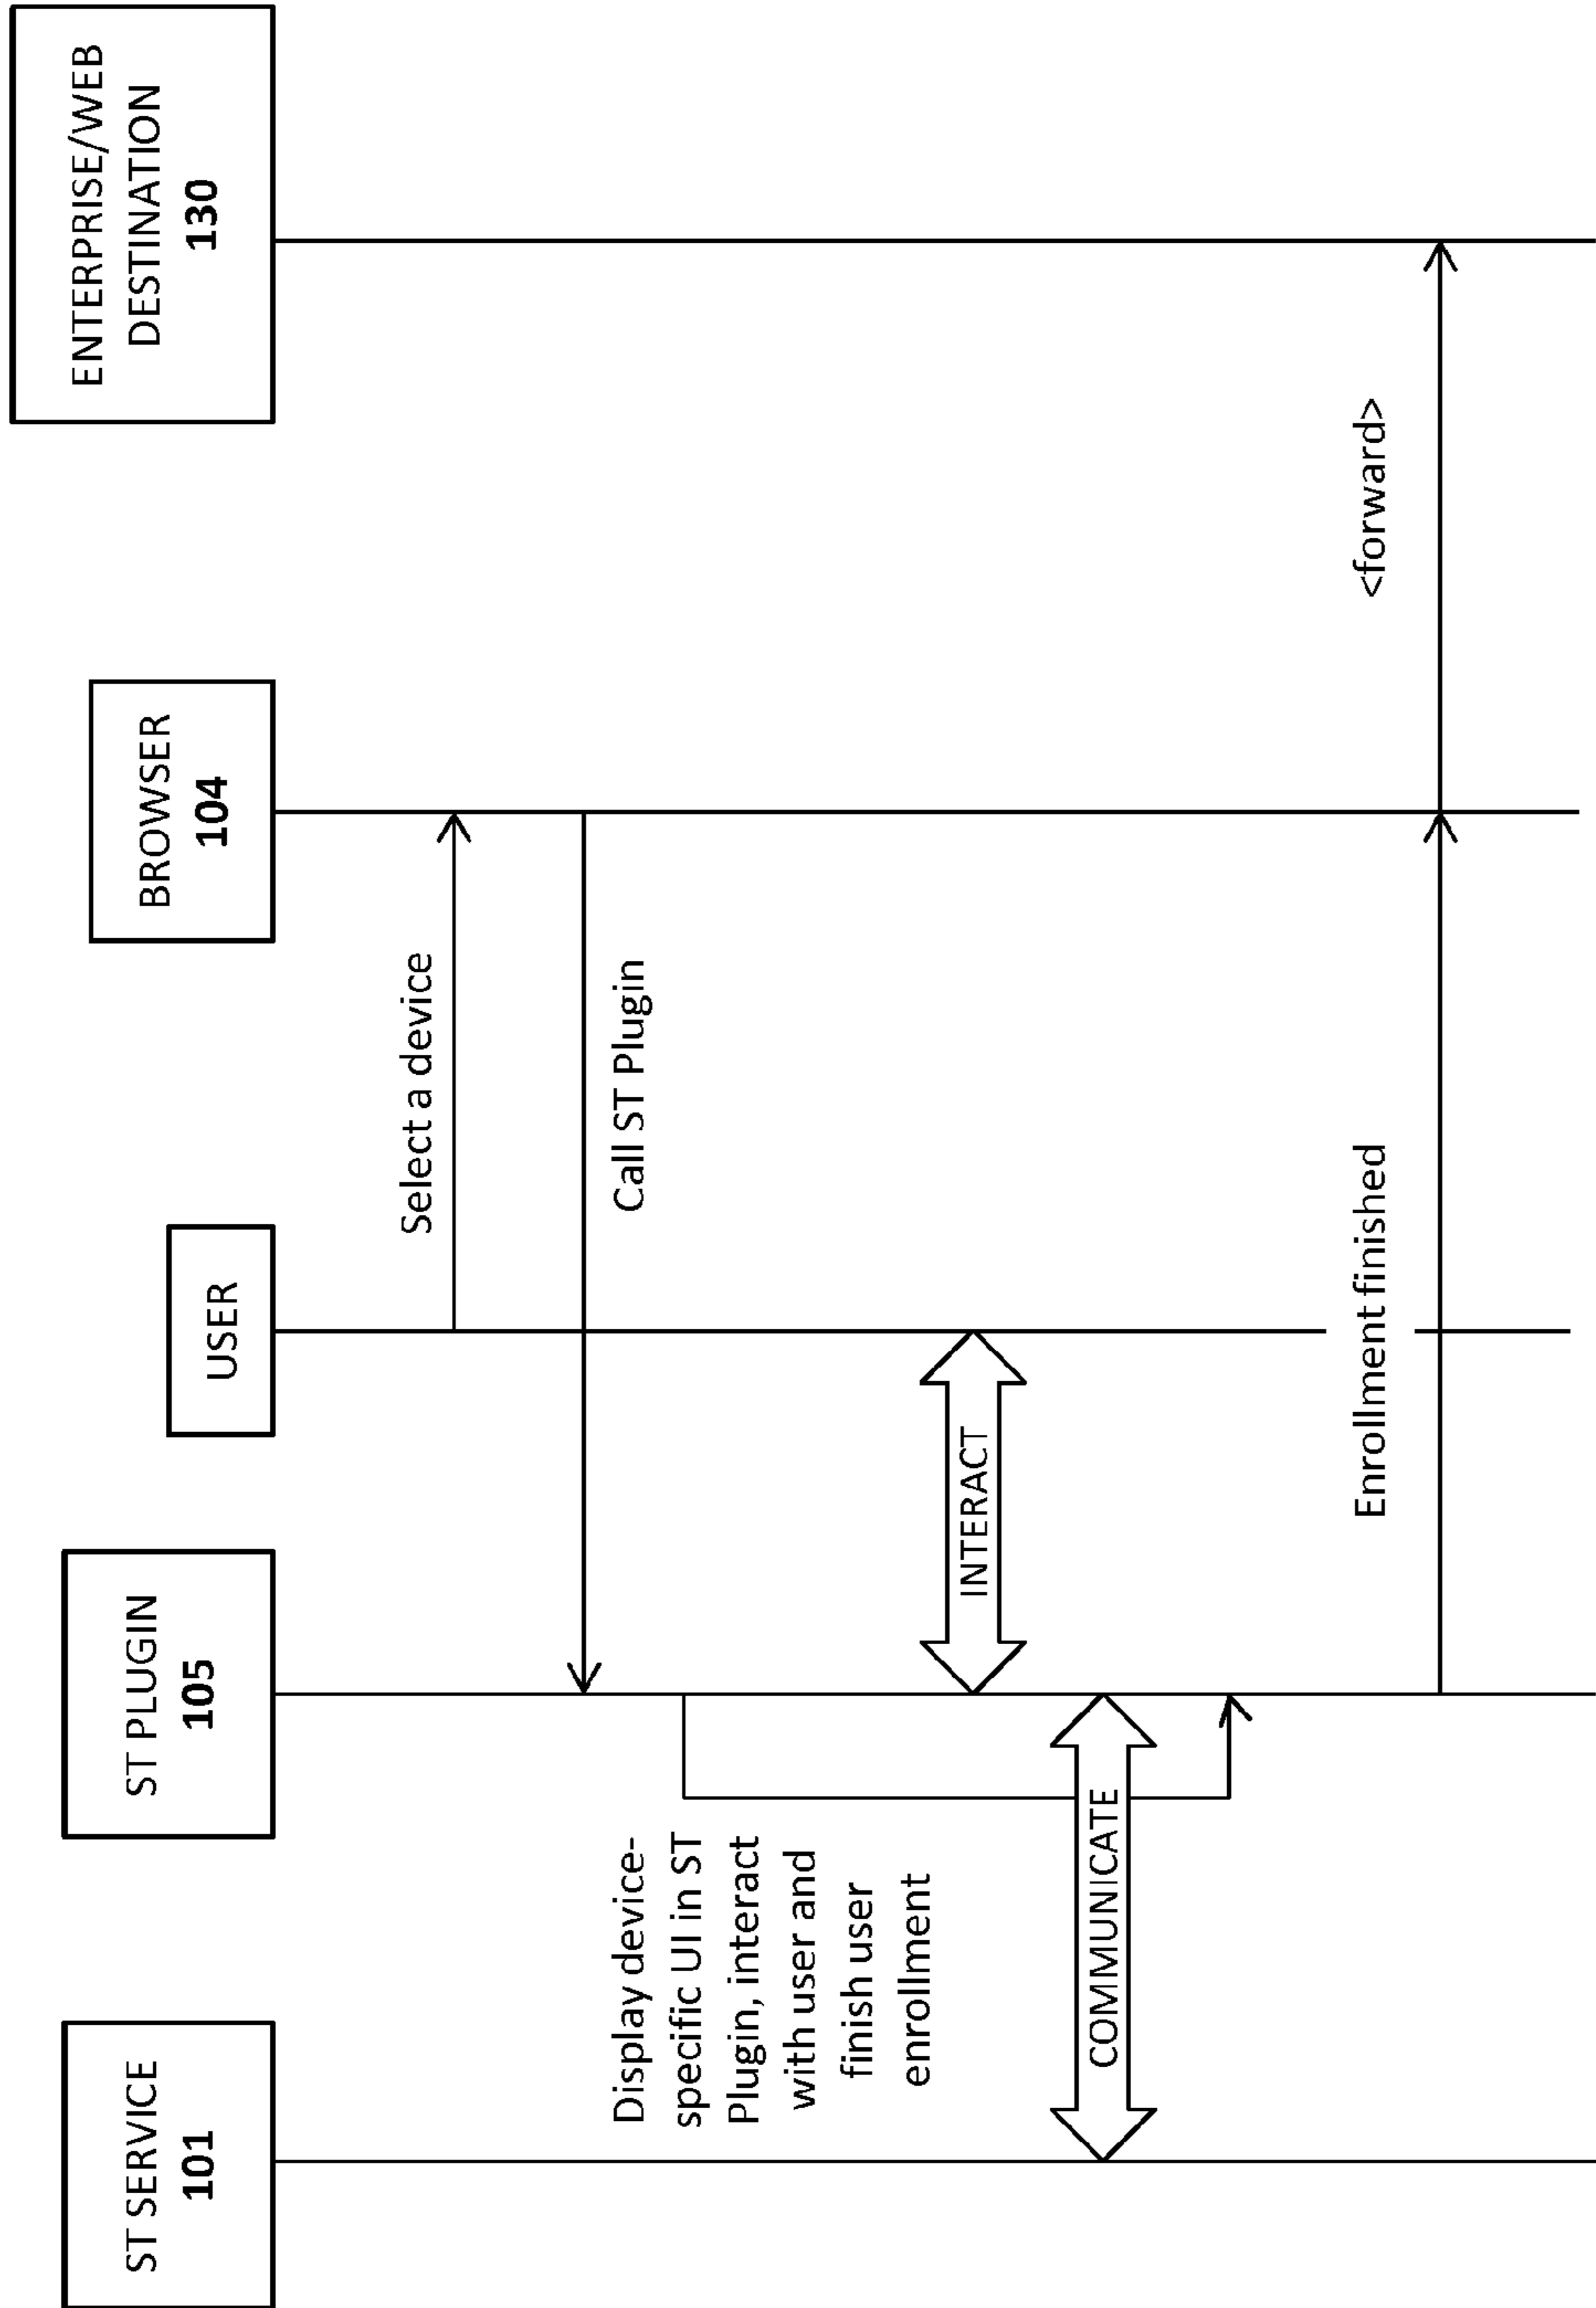 ST SERVICE
101
ST PLUGIN
105
USER
BROWSER
104
ENTERPRISE/WEB
DESTINATION
130
Select a device
Call ST Plugin
Display device-
specific UI in ST
Plugin, interact
with user and
finish user
enrollment
INTERACT
COMMUNICATE
Enrollment finished
<forward>